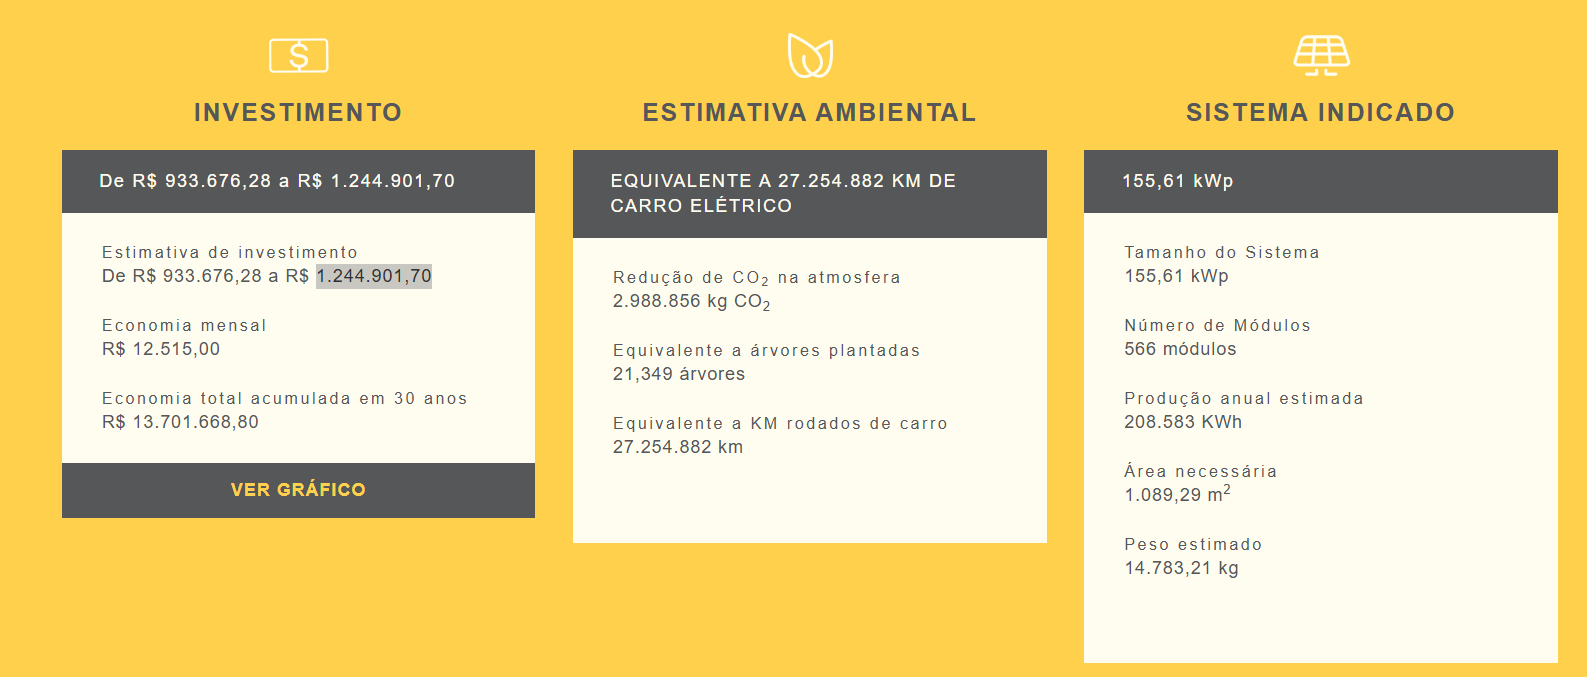 INVESTIMENTO
De R$ 933.676,28 a R$ 1.244.901,70
Estimativa de investimento
De R$ 933.676,28 a R$ 1.244.901,70
Economia mensal
R$ 12.515,00
Economia total acumulada em 30 anos
R$ 13.701.668,80
VER GRÁFICO
ESTIMATIVA AMBIENTAL
EQUIVALENTE A 27.254.882 KM DE
CARRO ELÉTRICO
Redução de CO₂ na atmosfera
2.988.856 kg CO₂
Equivalente a árvores plantadas
21,349 árvores
Equivalente a KM rodados de carro
27.254.882 km
SISTEMA INDICADO
155,61 kWp
Tamanho do Sistema
155,61 kWp
Número de Módulos
566 módulos
Produção anual estimada
208.583 KWh
Área necessária
1.089,29 m²
Peso estimado
14.783,21 kg